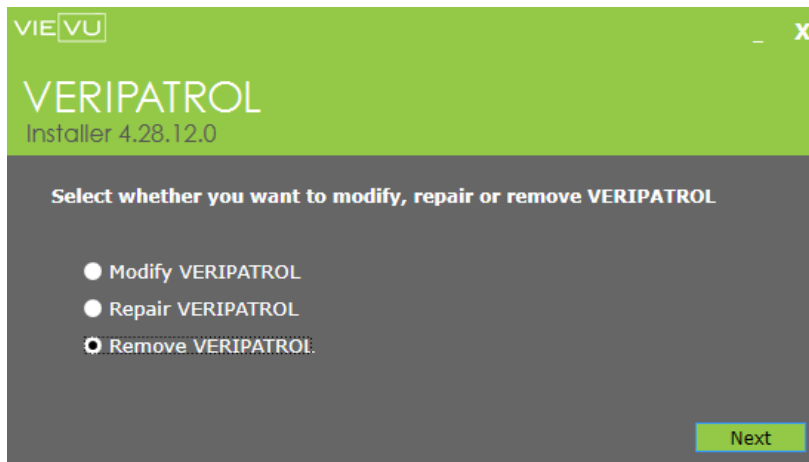 VIEVU
_ X
VERIPATROL
Installer 4.28.12.0
Select whether you want to modify, repair or remove VERIPATROL
Modify VERIPATROL
Repair VERIPATROL
Remove VERIPATROL
Next